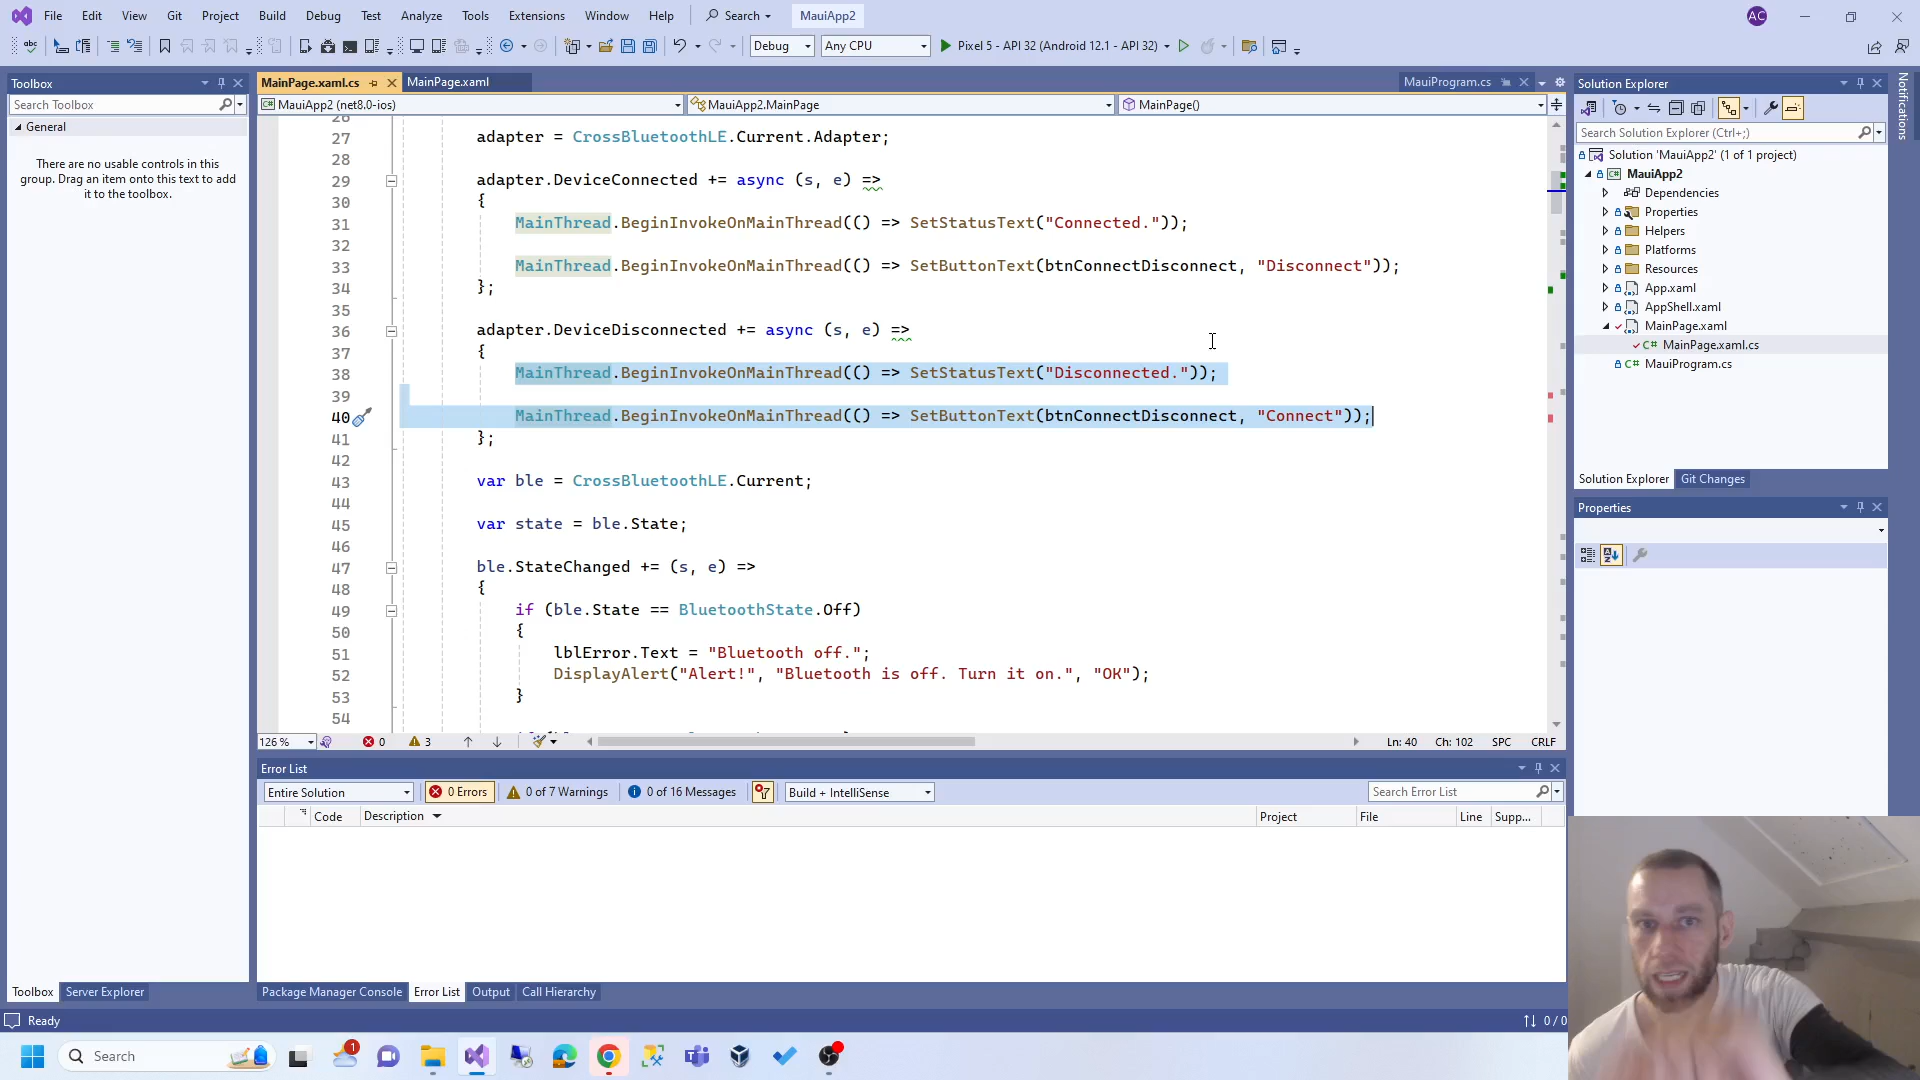 File Edit View Git Project Build Debug Test Analyze Tools Extensions Window Help Search MauiApp2 AC
abc Debug Any CPU Pixel 5 - API 32 (Android 12.1 - API 32)
Toolbox
Search Toolbox
General
There are no usable controls in this
group. Drag an item onto this text to add
it to the toolbox.
Toolbox Server Explorer
MainPage.xaml.cs MainPage.xaml MauiProgram.cs
MauiApp2 (net8.0-ios) MauiApp2.MainPage MainPage()
26
27 adapter = CrossBluetoothLE.Current.Adapter;
28
29 adapter.DeviceConnected += async (s, e) =>
30 {
31 MainThread.BeginInvokeOnMainThread(() => SetStatusText("Connected."));
32
33 MainThread.BeginInvokeOnMainThread(() => SetButtonText(btnConnectDisconnect, "Disconnect"));
34 };
35
36 adapter.DeviceDisconnected += async (s, e) =>
37 {
38 MainThread.BeginInvokeOnMainThread(() => SetStatusText("Disconnected."));
39
40 MainThread.BeginInvokeOnMainThread(() => SetButtonText(btnConnectDisconnect, "Connect"));
41 };
42
43 var ble = CrossBluetoothLE.Current;
44
45 var state = ble.State;
46
47 ble.StateChanged += (s, e) =>
48 {
49 if (ble.State == BluetoothState.Off)
50 {
51 lblError.Text = "Bluetooth off.";
52 DisplayAlert("Alert!", "Bluetooth is off. Turn it on.", "OK");
53 }
54
126 % 0 3 Ln: 40 Ch: 102 SPC CRLF
Error List
Entire Solution 0 Errors 0 of 7 Warnings 0 of 16 Messages Build + IntelliSense Search Error List
Code Description Project File Line Supp...
Package Manager Console Error List Output Call Hierarchy
Solution Explorer
Search Solution Explorer (Ctrl+;)
Solution 'MauiApp2' (1 of 1 project)
MauiApp2
Dependencies
Properties
Helpers
Platforms
Resources
App.xaml
AppShell.xaml
MainPage.xaml
C# MainPage.xaml.cs
C# MauiProgram.cs
Solution Explorer Git Changes
Properties
Notifications
Ready 0 / 0
Search 1